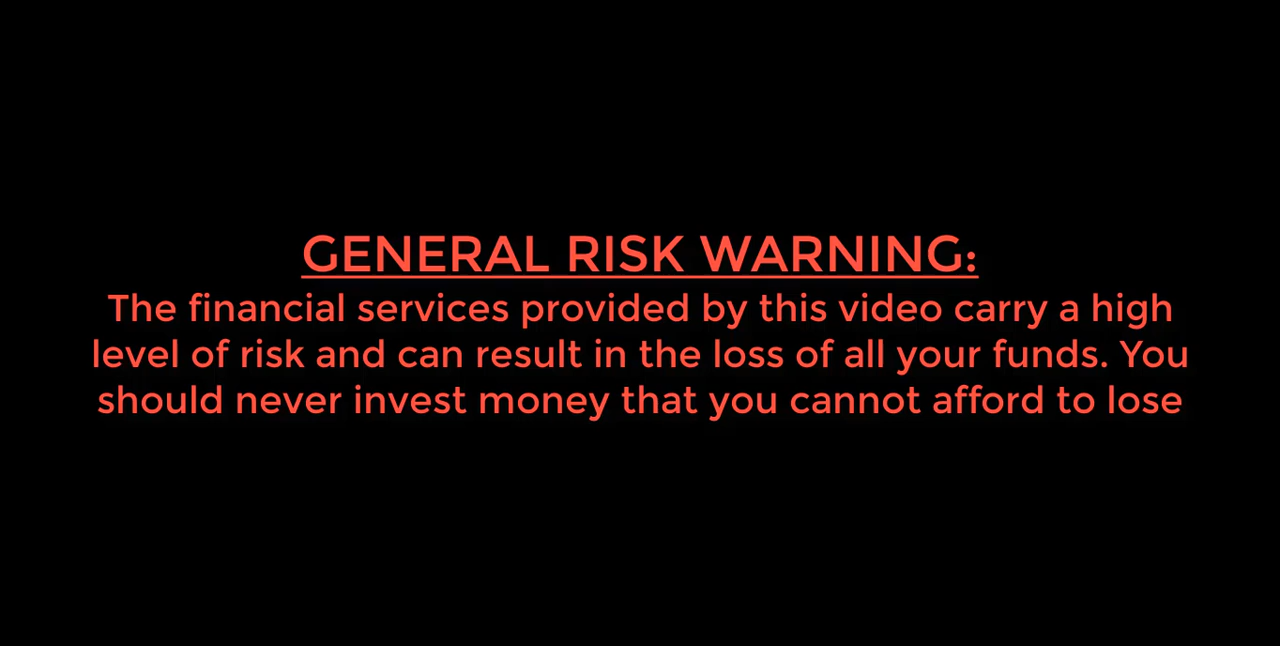 GENERAL RISK WARNING:
The financial services provided by this video carry a high
level of risk and can result in the loss of all your funds. You
should never invest money that you cannot afford to lose